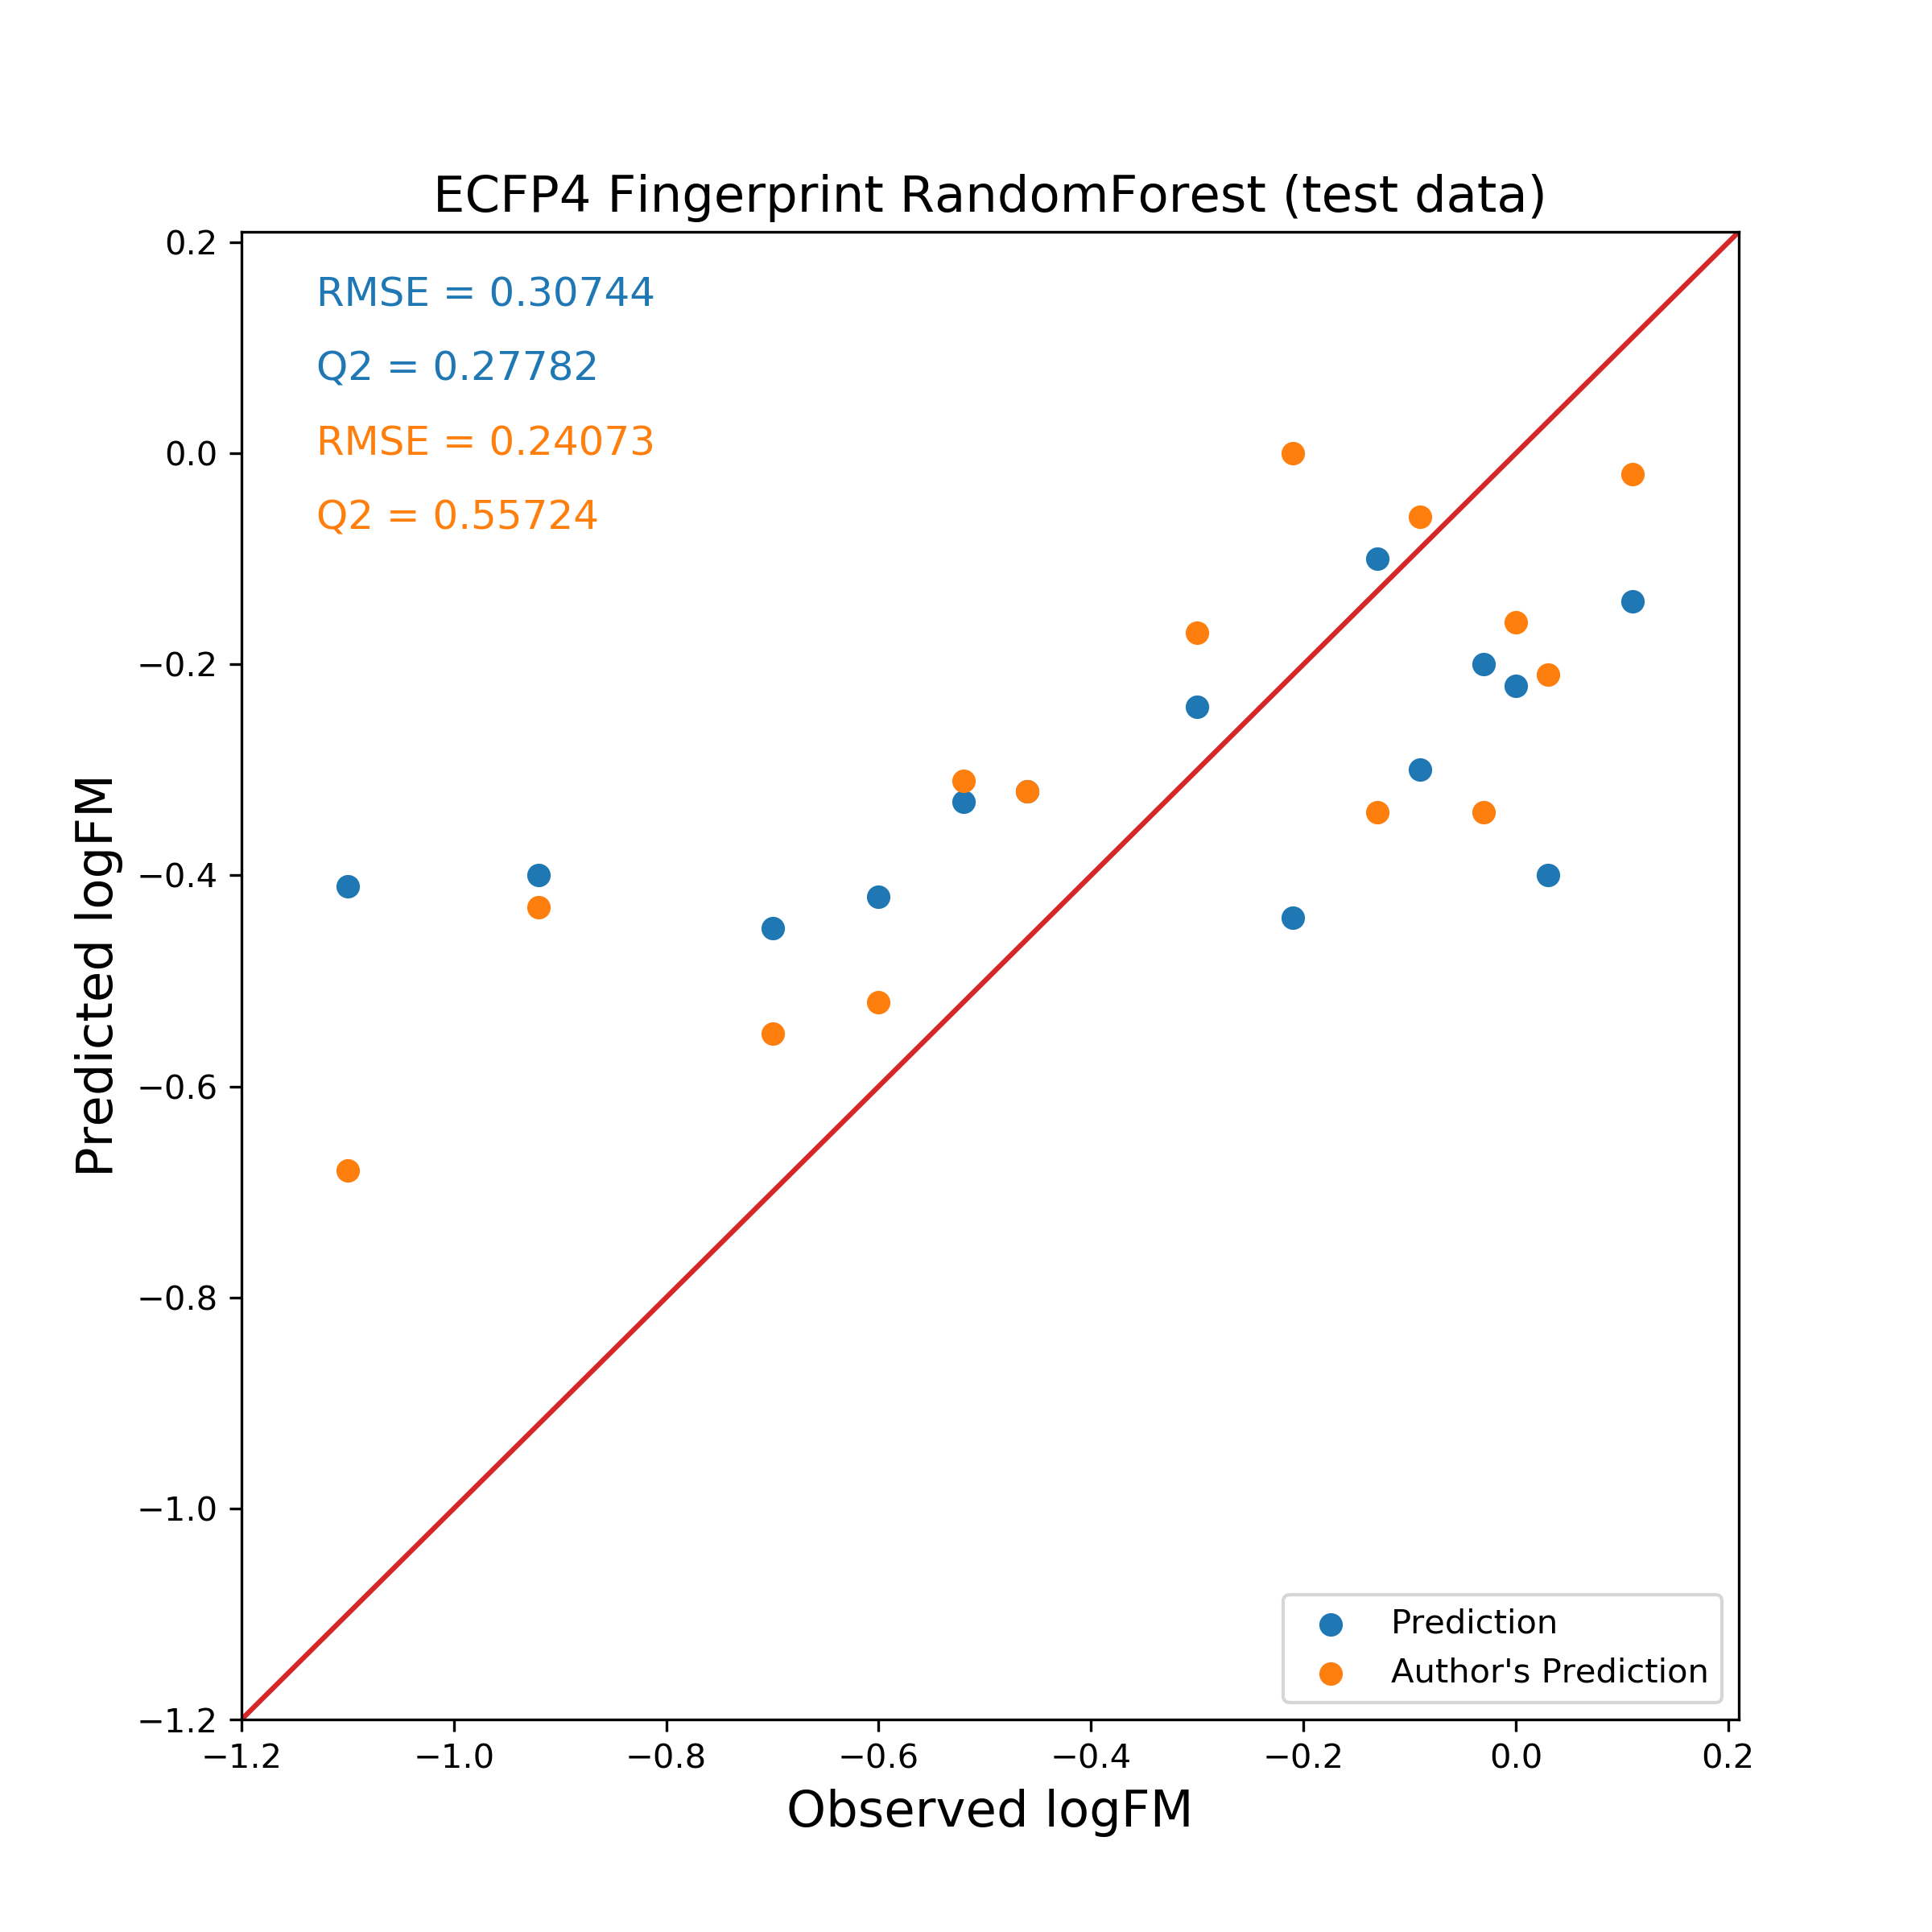 ECFP4 Fingerprint RandomForest (test data)
RMSE = 0.30744
Q2 = 0.27782
RMSE = 0.24073
Q2 = 0.55724
Predicted logFM
0.2
0.0
−0.2
−0.4
−0.6
−0.8
−1.0
−1.2
Prediction
Author's Prediction
−1.2 −1.0 −0.8 −0.6 −0.4 −0.2 0.0 0.2
Observed logFM